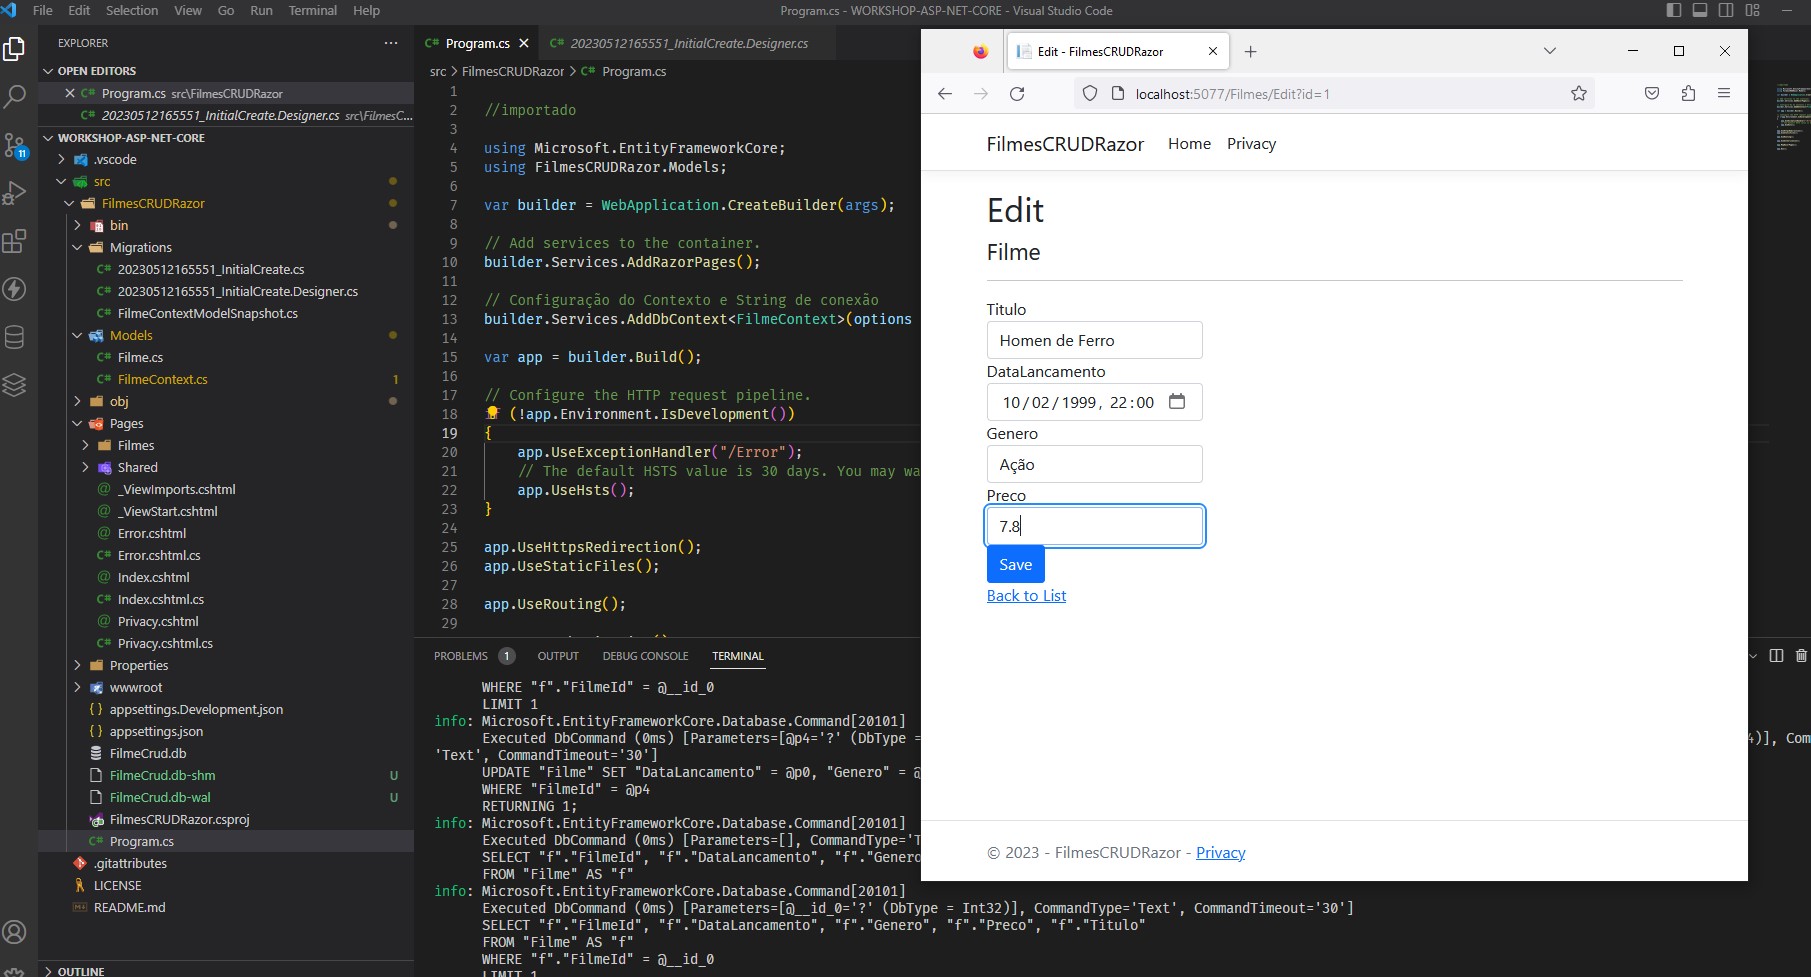 File Edit Selection View Go Run Terminal Help
Program.cs - WORKSHOP-ASP-NET-CORE - Visual Studio Code
EXPLORER
OPEN EDITORS
Program.cs src\FilmesCRUDRazor
20230512165551_InitialCreate.Designer.cs src\FilmesC...
WORKSHOP-ASP-NET-CORE
.vscode
src
FilmesCRUDRazor
bin
Migrations
20230512165551_InitialCreate.cs
20230512165551_InitialCreate.Designer.cs
FilmeContextModelSnapshot.cs
Models
Filme.cs
FilmeContext.cs 1
obj
Pages
Filmes
Shared
_ViewImports.cshtml
_ViewStart.cshtml
Error.cshtml
Error.cshtml.cs
Index.cshtml
Index.cshtml.cs
Privacy.cshtml
Privacy.cshtml.cs
Properties
wwwroot
appsettings.Development.json
appsettings.json
FilmeCrud.db
FilmeCrud.db-shm U
FilmeCrud.db-wal U
FilmesCRUDRazor.csproj
Program.cs
.gitattributes
LICENSE
README.md
OUTLINE
11
Program.cs
20230512165551_InitialCreate.Designer.cs
src > FilmesCRUDRazor > Program.cs
1
2 //importado
3
4 using Microsoft.EntityFrameworkCore;
5 using FilmesCRUDRazor.Models;
6
7 var builder = WebApplication.CreateBuilder(args);
8
9 // Add services to the container.
10 builder.Services.AddRazorPages();
11
12 // Configuração do Contexto e String de conexão
13 builder.Services.AddDbContext<FilmeContext>(options
14
15 var app = builder.Build();
16
17 // Configure the HTTP request pipeline.
18 (!app.Environment.IsDevelopment())
19 {
20 app.UseExceptionHandler("/Error");
21 // The default HSTS value is 30 days. You may wa
22 app.UseHsts();
23 }
24
25 app.UseHttpsRedirection();
26 app.UseStaticFiles();
27
28 app.UseRouting();
29
PROBLEMS 1 OUTPUT DEBUG CONSOLE TERMINAL
WHERE "f"."FilmeId" = @__id_0
LIMIT 1
info: Microsoft.EntityFrameworkCore.Database.Command[20101]
Executed DbCommand (0ms) [Parameters=[@p4='?' (DbType = 4)], Com
'Text', CommandTimeout='30']
UPDATE "Filme" SET "DataLancamento" = @p0, "Genero" = @
WHERE "FilmeId" = @p4
RETURNING 1;
info: Microsoft.EntityFrameworkCore.Database.Command[20101]
Executed DbCommand (0ms) [Parameters=[], CommandType='T
SELECT "f"."FilmeId", "f"."DataLancamento", "f"."Genero
FROM "Filme" AS "f"
info: Microsoft.EntityFrameworkCore.Database.Command[20101]
Executed DbCommand (0ms) [Parameters=[@__id_0='?' (DbType = Int32)], CommandType='Text', CommandTimeout='30']
SELECT "f"."FilmeId", "f"."DataLancamento", "f"."Genero", "f"."Preco", "f"."Titulo"
FROM "Filme" AS "f"
WHERE "f"."FilmeId" = @__id_0
LIMIT 1
Edit - FilmesCRUDRazor
localhost:5077/Filmes/Edit?id=1
FilmesCRUDRazor Home Privacy
Edit
Filme
Titulo
Homen de Ferro
DataLancamento
10/02/1999, 22:00
Genero
Ação
Preco
7.8
Save
Back to List
© 2023 - FilmesCRUDRazor - Privacy